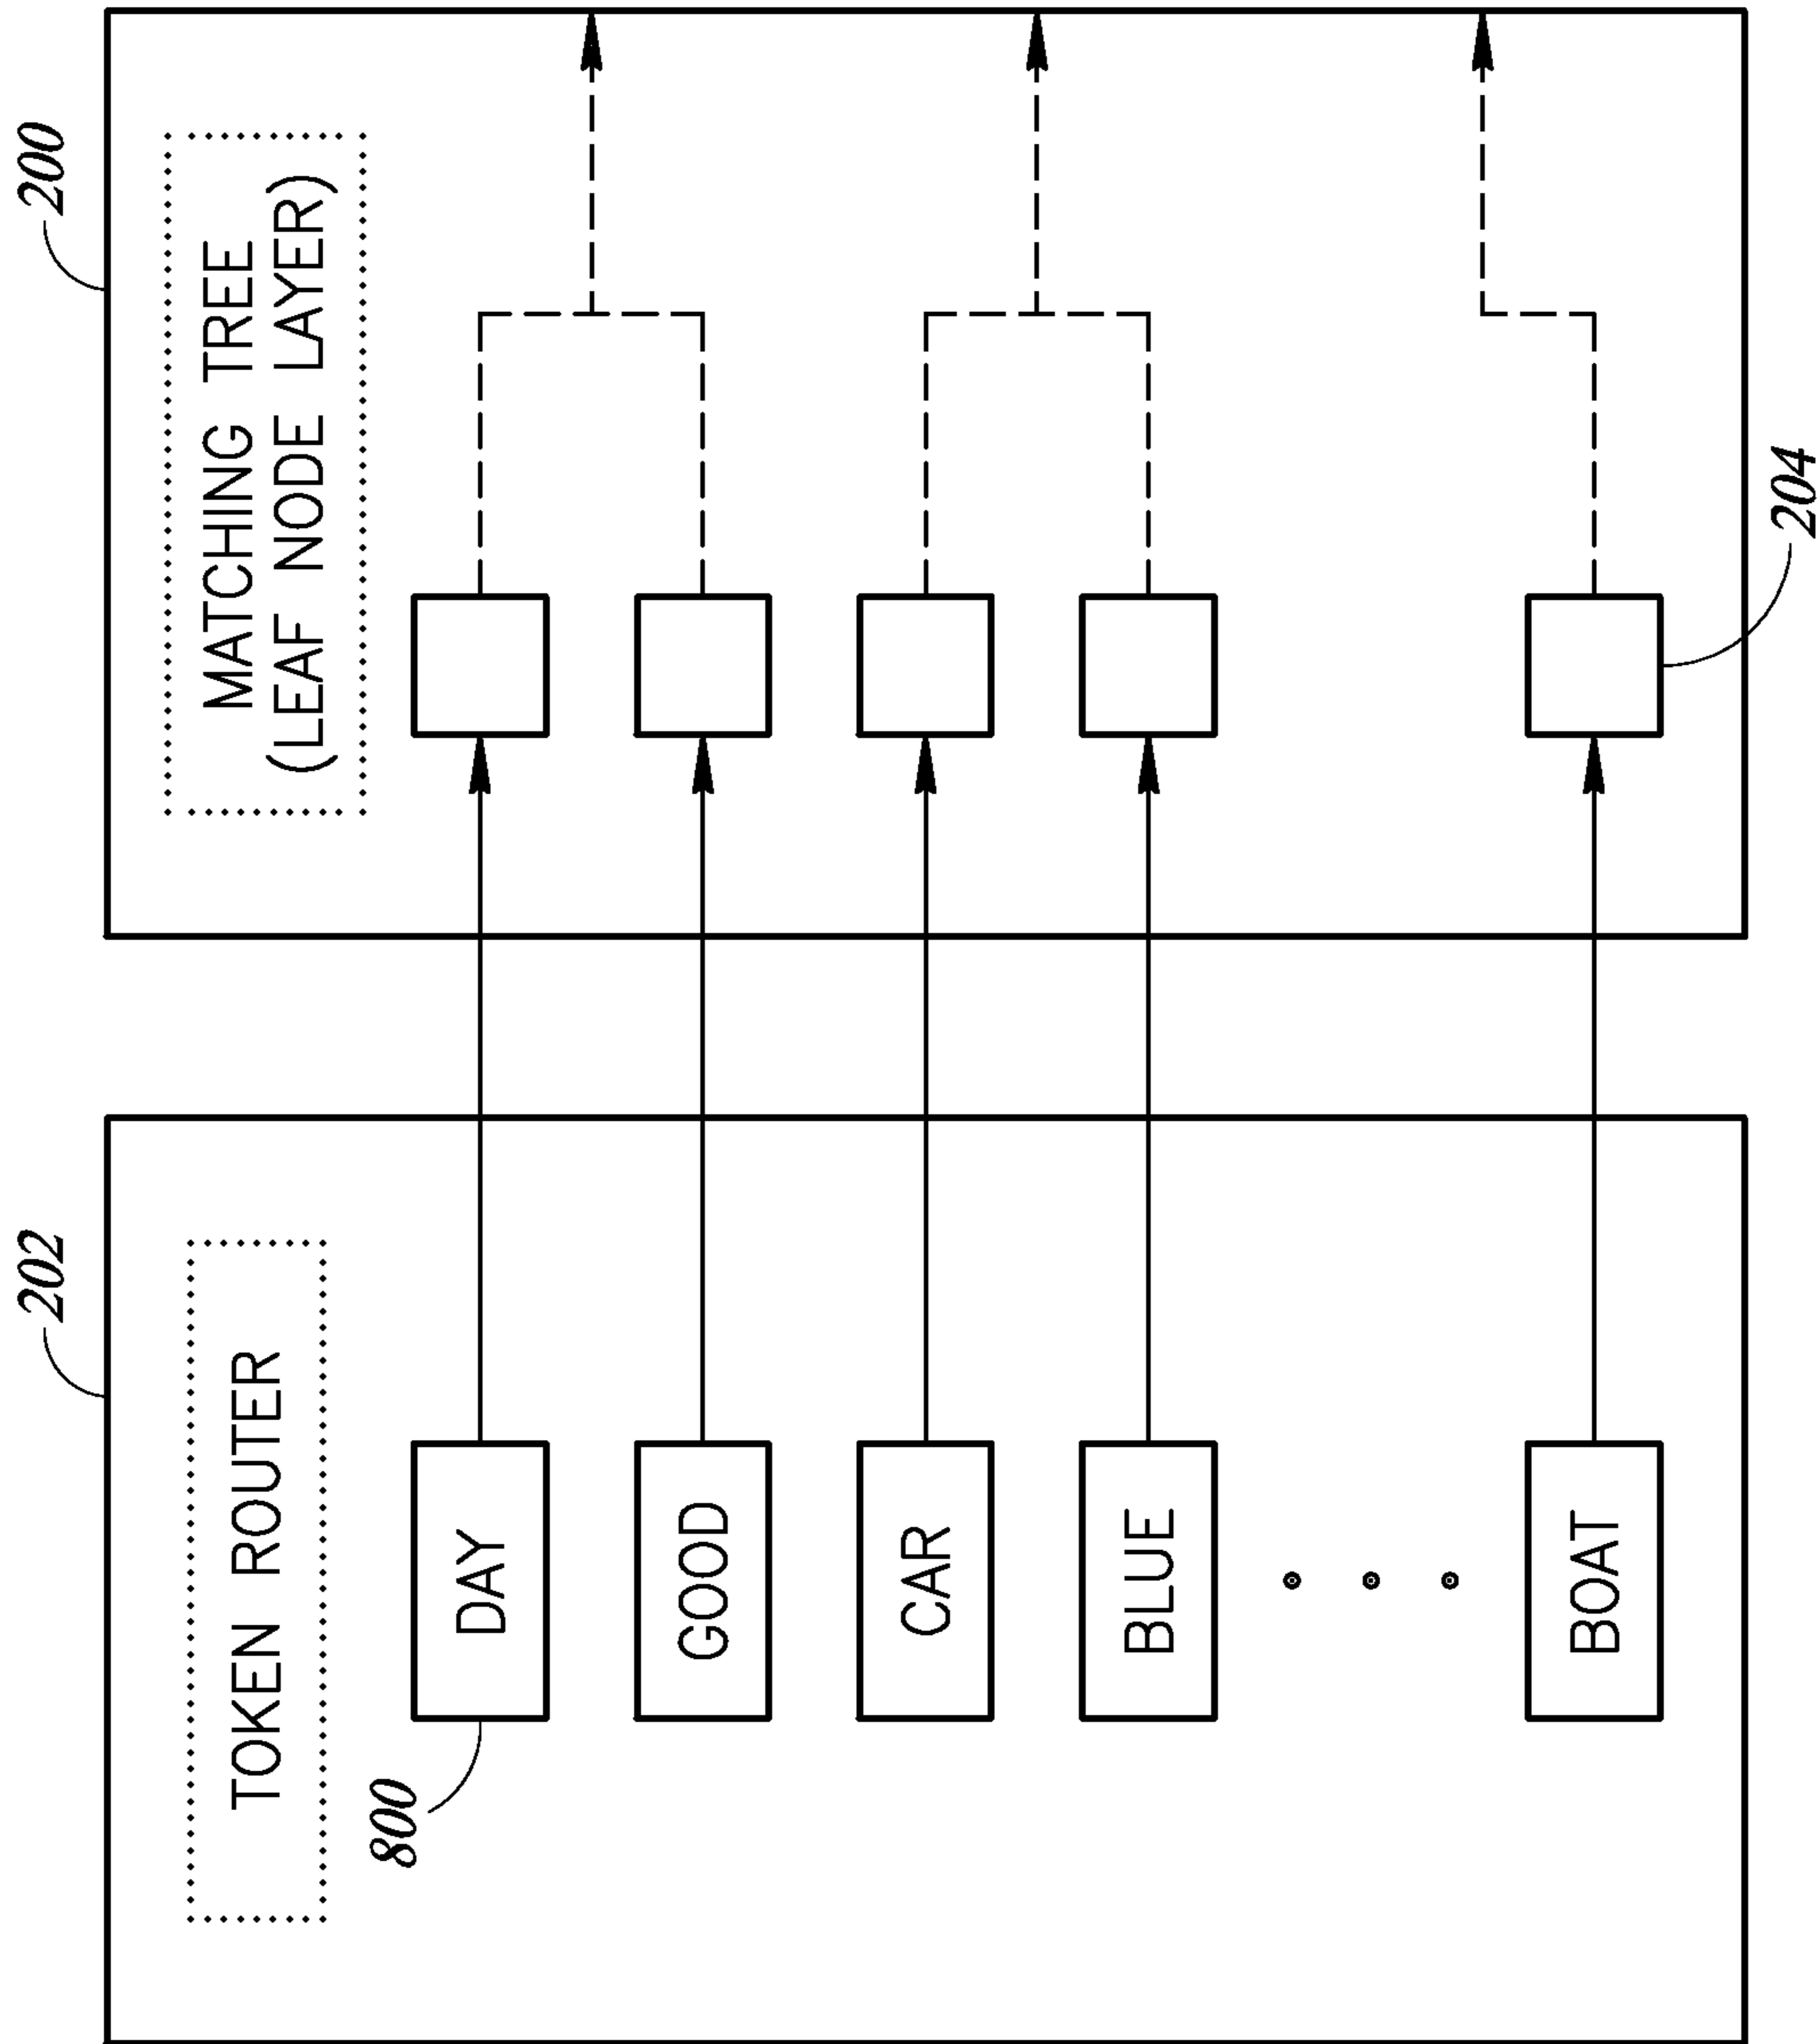 202
TOKEN ROUTER
800
DAY
GOOD
CAR
BLUE
BOAT
200
MATCHING TREE
(LEAF NODE LAYER)
204